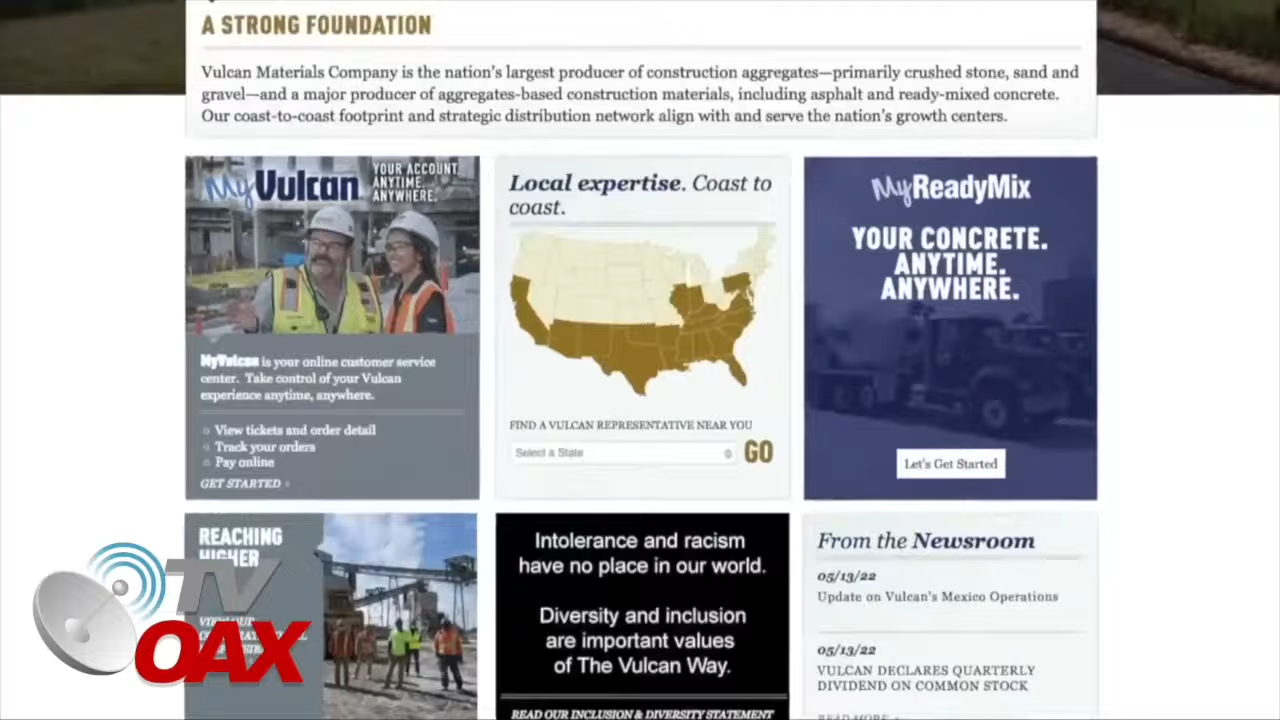 A STRONG FOUNDATION
Vulcan Materials Company is the nation's largest producer of construction aggregates—primarily crushed stone, sand and
gravel—and a major producer of aggregates-based construction materials, including asphalt and ready-mixed concrete.
Our coast-to-coast footprint and strategic distribution network align with and serve the nation's growth centers.
MyVulcan
YOUR ACCOUNT.
ANYTIME.
ANYWHERE.
MyVulcan is your online customer service
center. Take control of your Vulcan
experience anytime, anywhere.
View tickets and order detail
Track your orders
Pay online
GET STARTED »
Local expertise. Coast to
coast.
FIND A VULCAN REPRESENTATIVE NEAR YOU
Select a State
GO
MyReadyMix
YOUR CONCRETE.
ANYTIME.
ANYWHERE.
Let's Get Started
REACHING
HIGHER
VIEW OUR
TV
OAX
Intolerance and racism
have no place in our world.
Diversity and inclusion
are important values
of The Vulcan Way.
READ OUR INCLUSION & DIVERSITY STATEMENT
From the Newsroom
05/13/22
Update on Vulcan's Mexico Operations
05/13/22
VULCAN DECLARES QUARTERLY
DIVIDEND ON COMMON STOCK
READ MORE »